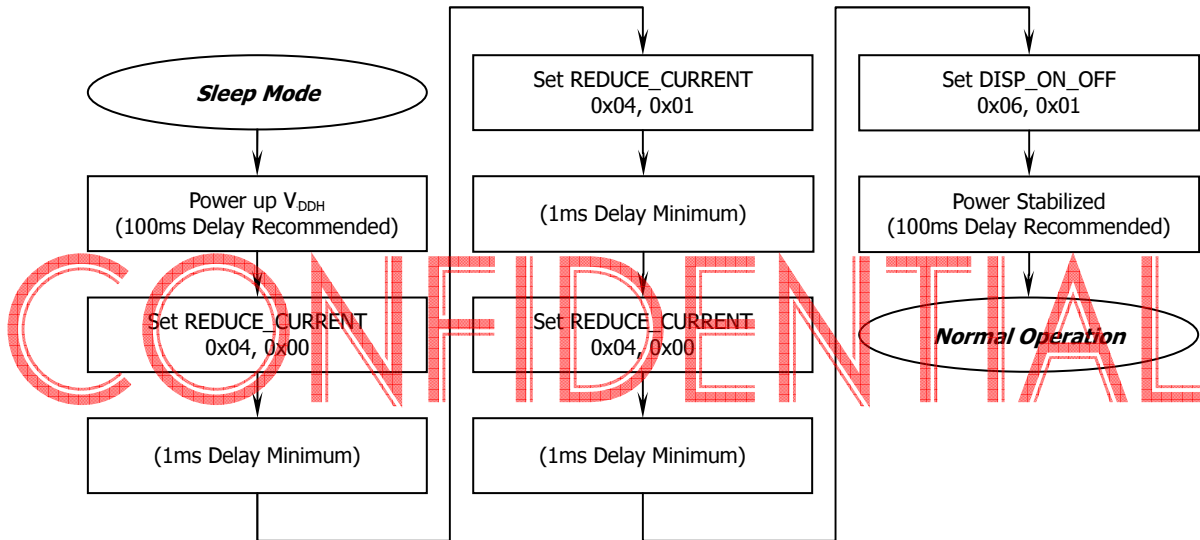 Sleep Mode
Power up VDDH
(100ms Delay Recommended)
Set REDUCE_CURRENT
0x04, 0x00
(1ms Delay Minimum)
Set REDUCE_CURRENT
0x04, 0x01
(1ms Delay Minimum)
Set REDUCE_CURRENT
0x04, 0x00
(1ms Delay Minimum)
Set DISP_ON_OFF
0x06, 0x01
Power Stabilized
(100ms Delay Recommended)
Normal Operation
CONFIDENTIAL